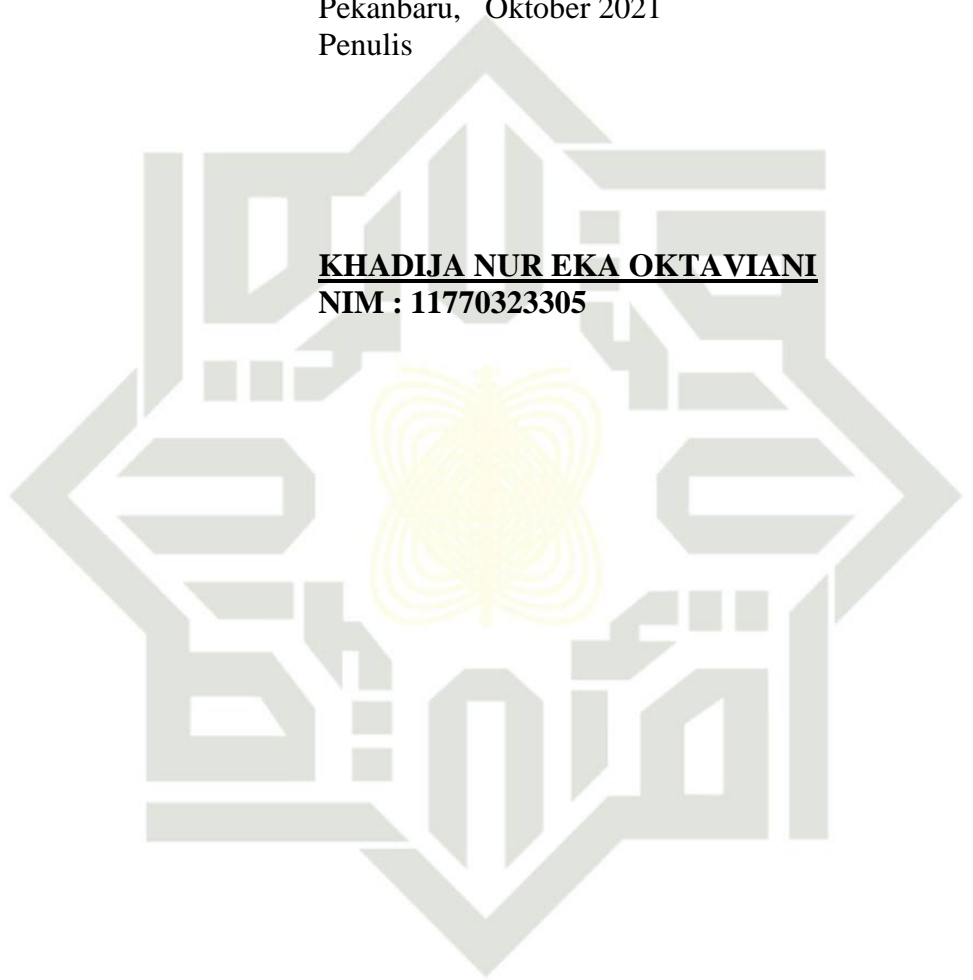 Pekanbaru, Oktober 2021
Penulis
KHADIJA NUR EKA OKTAVIANI
NIM : 11770323305